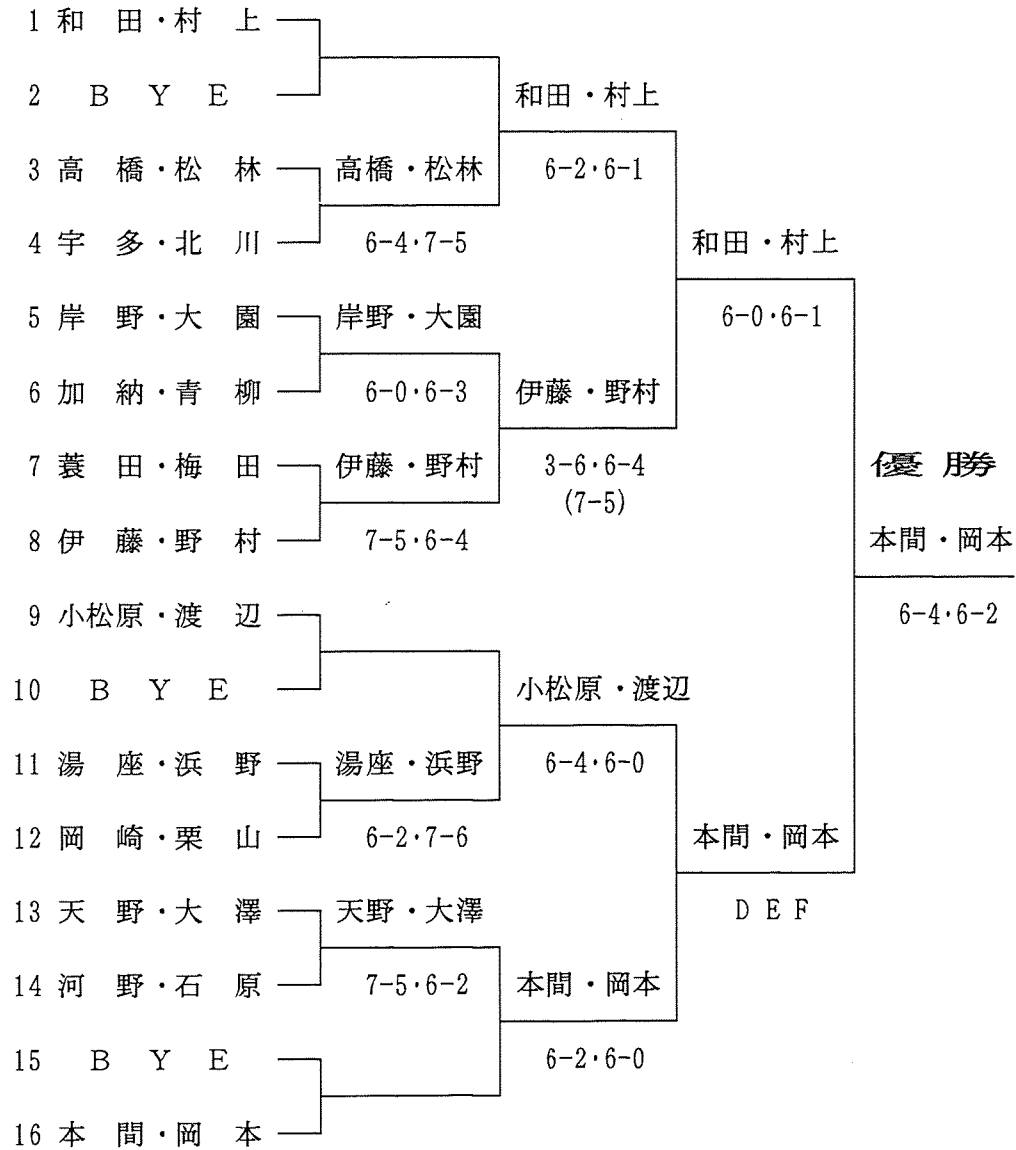 1 和 田・村 上
2 B Y E
和田・村上
3 高 橋・松 林 高橋・松林 6-2・6-1
4 宇 多・北 川 6-4・7-5 和田・村上
5 岸 野・大 園 岸野・大園 6-0・6-1
6 加 納・青 柳 6-0・6-3 伊藤・野村
7 蓑 田・梅 田 伊藤・野村 3-6・6-4 優 勝
(7-5)
8 伊 藤・野 村 7-5・6-4 本間・岡本
9 小松原・渡 辺 6-4・6-2
10 B Y E 小松原・渡辺
11 湯 座・浜 野 湯座・浜野 6-4・6-0
12 岡 崎・栗 山 6-2・7-6 本間・岡本
13 天 野・大 澤 天野・大澤 D E F
14 河 野・石 原 7-5・6-2 本間・岡本
15 B Y E 6-2・6-0
16 本 間・岡 本